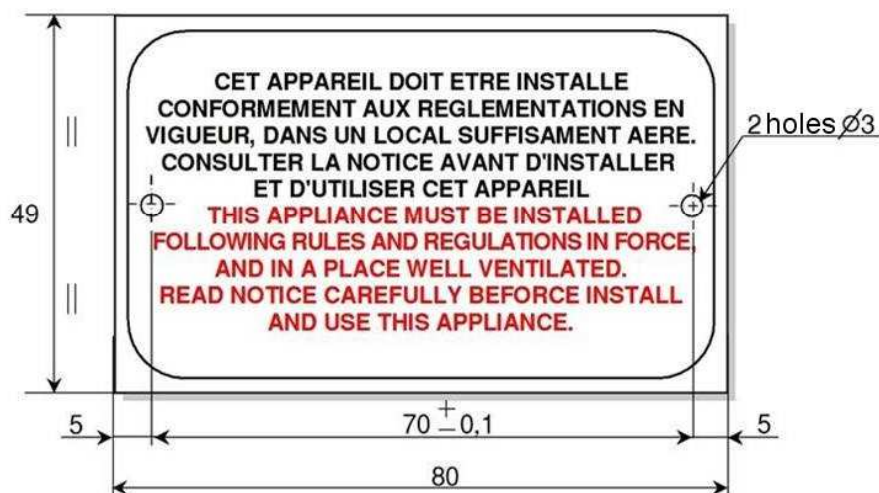 CET APPAREIL DOIT ETRE INSTALLE
CONFORMEMENT AUX REGLEMENTATIONS EN
VIGUEUR, DANS UN LOCAL SUFFISAMENT AERE.
CONSULTER LA NOTICE AVANT D'INSTALLER
ET D'UTILISER CET APPAREIL
THIS APPLIANCE MUST BE INSTALLED
FOLLOWING RULES AND REGULATIONS IN FORCE,
AND IN A PLACE WELL VENTILATED.
READ NOTICE CAREFULLY BEFORCE INSTALL
AND USE THIS APPLIANCE.
2 holes Ø3
49
5
70 ± 0,1
5
80